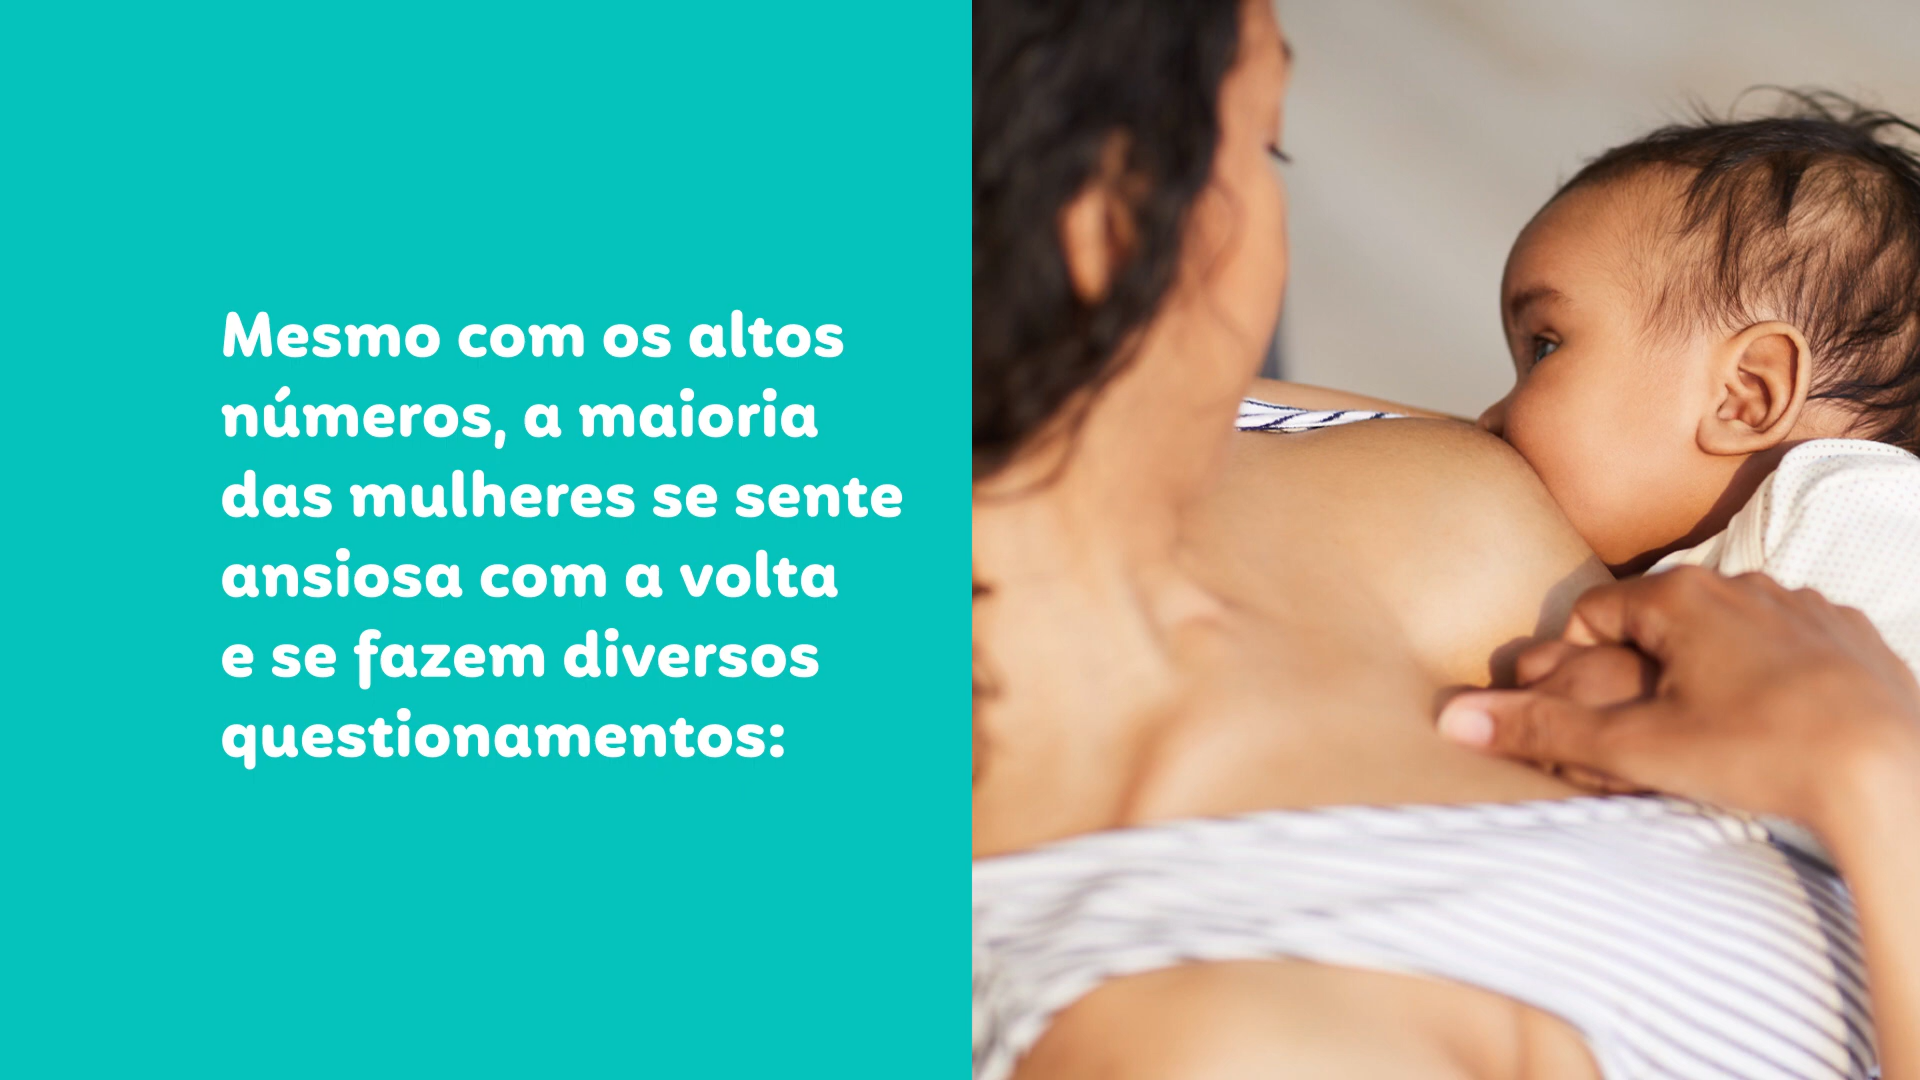 Mesmo com os altos
números, a maioria
das mulheres se sente
ansiosa com a volta
e se fazem diversos
questionamentos: